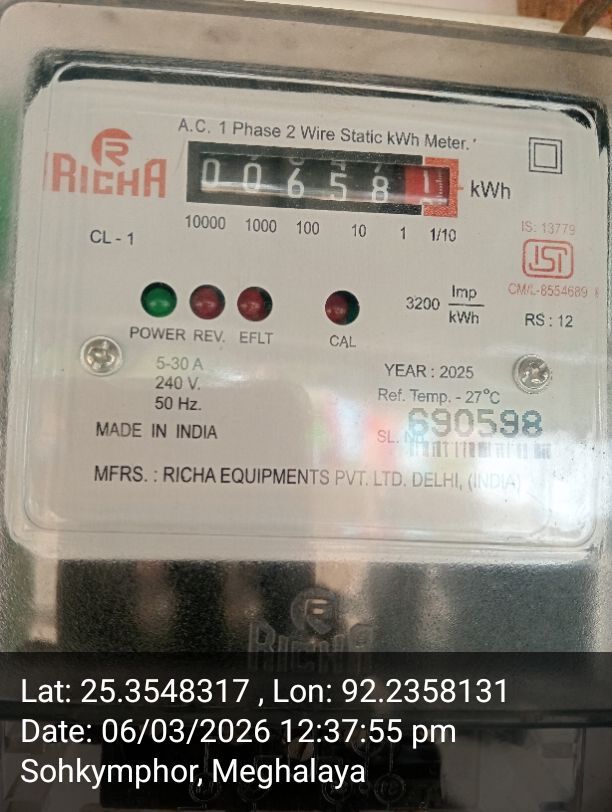 A.C. 1 Phase 2 Wire Static kWh Meter.
R
RICHA
0 0 6 5 8 1 kWh
10000 1000 100 10 1 1/10
CL - 1
IS: 13779
ISI
CM/L-8554689
3200 Imp/kWh
RS : 12
POWER REV. EFLT CAL
5-30 A
240 V.
50 Hz.
YEAR : 2025
Ref. Temp. - 27°C
MADE IN INDIA
SL. No. 690598
MFRS. : RICHA EQUIPMENTS PVT. LTD. DELHI, (INDIA)
R
RICHA
Lat: 25.3548317 , Lon: 92.2358131
Date: 06/03/2026 12:37:55 pm
Sohkymphor, Meghalaya